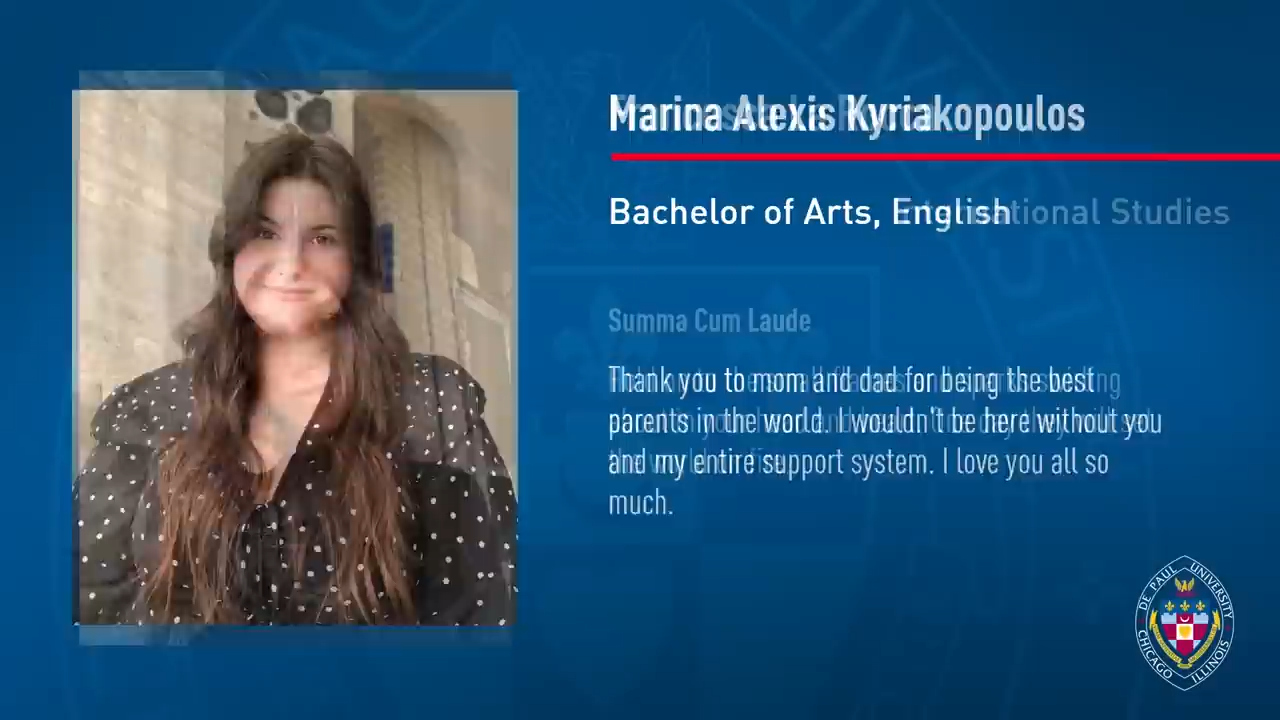 Marina Alexis Kyriakopoulos
Bachelor of Arts, English
International Studies
Summa Cum Laude
Thank you to mom and dad for being the best
parents in the world. I wouldn't be here without you
and my entire support system. I love you all so
much.
DE PAUL UNIVERSITY
CHICAGO ILLINOIS